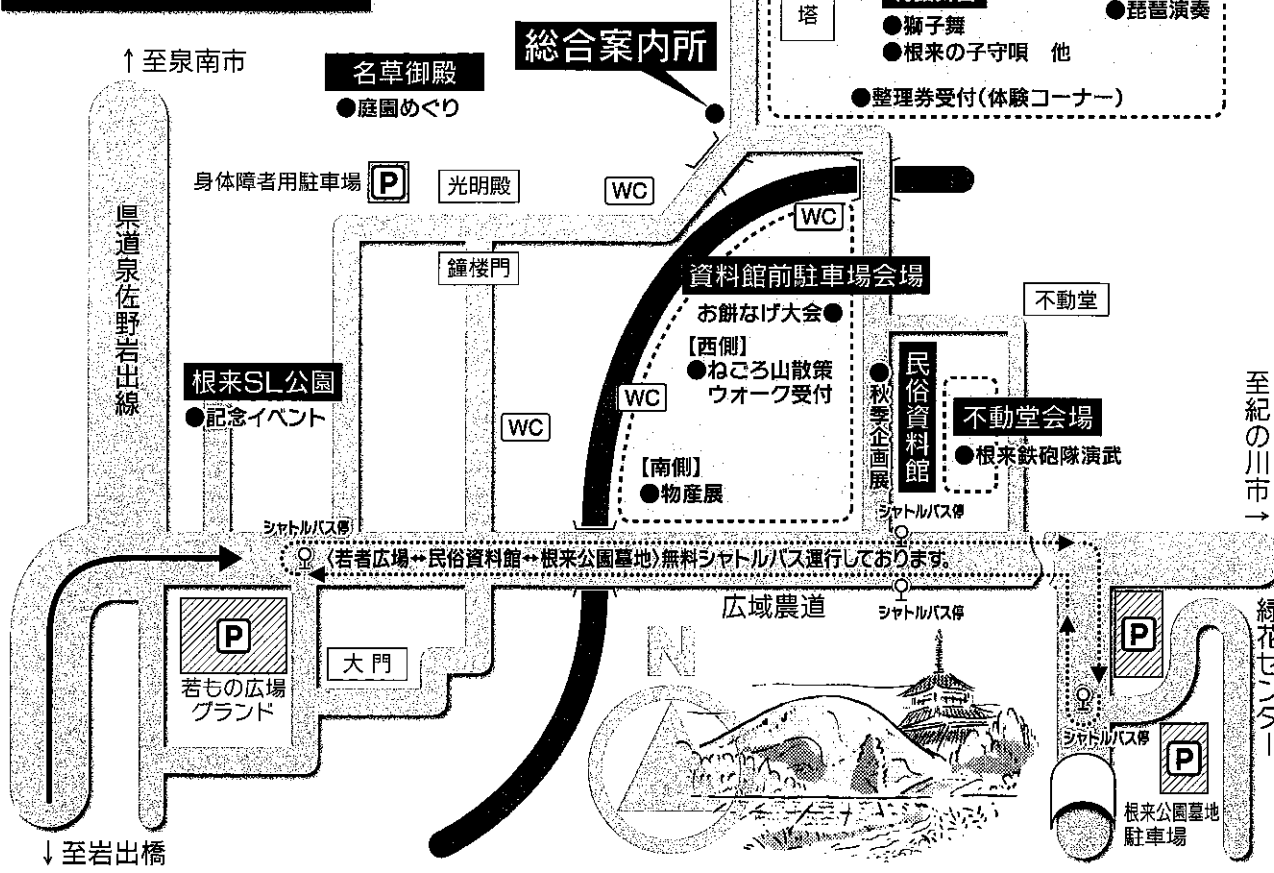 塔
●獅子舞
●琵琶演奏
●根来の子守唄 他
●整理券受付(体験コーナー)
総合案内所
↑至泉南市
名草御殿
●庭園めぐり
身体障者用駐車場
P
光明殿
WC
WC
県道泉佐野岩出線
鐘楼門
資料館前駐車場会場
お餅なげ大会●
【西側】
●ねごろ山散策
ウォーク受付
WC
【南側】
●物産展
不動堂
民俗資料館
●秋季企画展
不動堂会場
●根来鉄砲隊演武
至紀の川市→
根来SL公園
●記念イベント
WC
シャトルバス停
シャトルバス停
〈若者広場↔民俗資料館↔根来公園墓地〉無料シャトルバス運行しております。
広域農道
シャトルバス停
P
若もの広場
グランド
大門
N
P
緑花センター
シャトルバス停
P
根来公園墓地
駐車場
↓至岩出橋